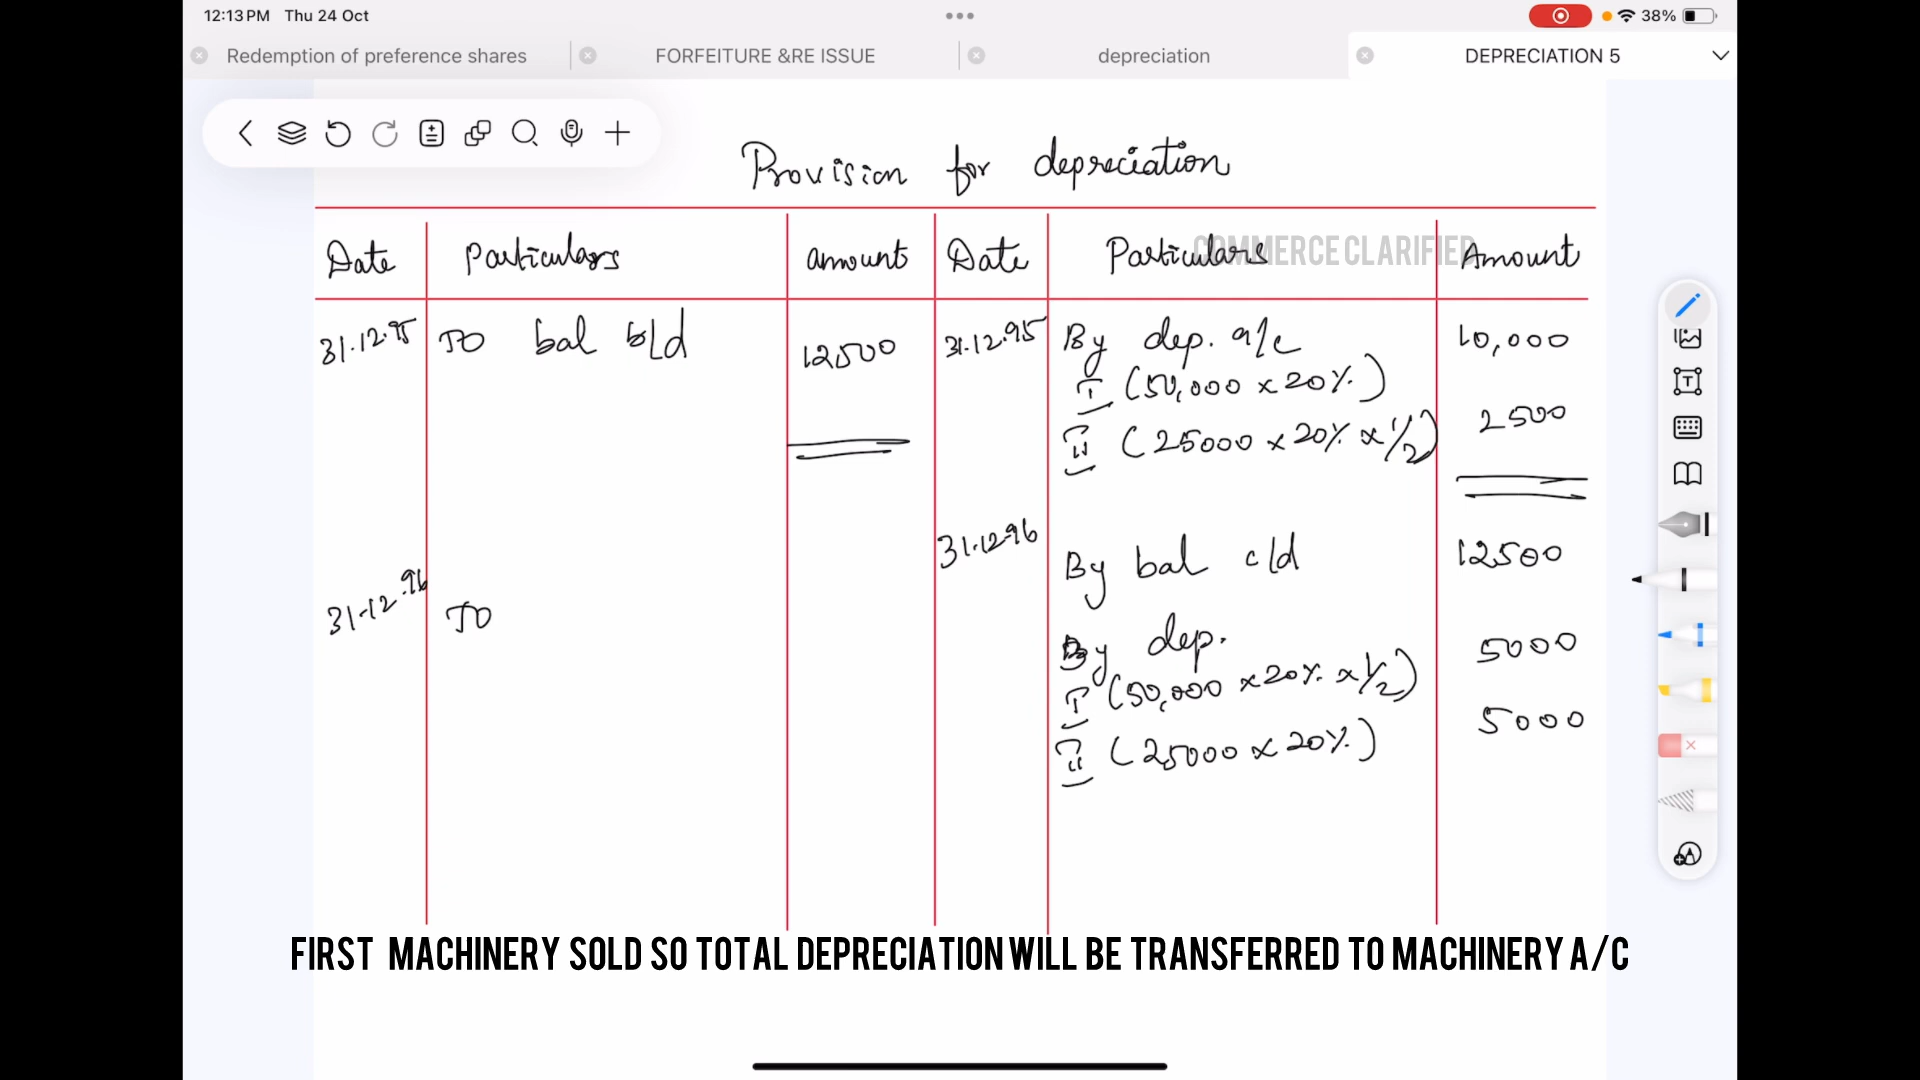 12:13 PM Thu 24 Oct
38%
Redemption of preference shares
FORFEITURE &RE ISSUE
depreciation
DEPRECIATION 5
Provision for depreciation
Date Particulars amount Date Particulars Amount
COMMERCE CLARIFIED
31.12.95 TO bal b/d 12500 31.12.95 By dep. a/c 10,000
I (50,000 x 20%.)
II (25000 x 20% x 1/2) 2500
31.12.96 By bal c/d 12500
31.12.96 TO
By dep. 5000
I (50,000 x 20%. x 1/2)
II (25000 x 20%.) 5000
FIRST MACHINERY SOLD SO TOTAL DEPRECIATION WILL BE TRANSFERRED TO MACHINERY A/C